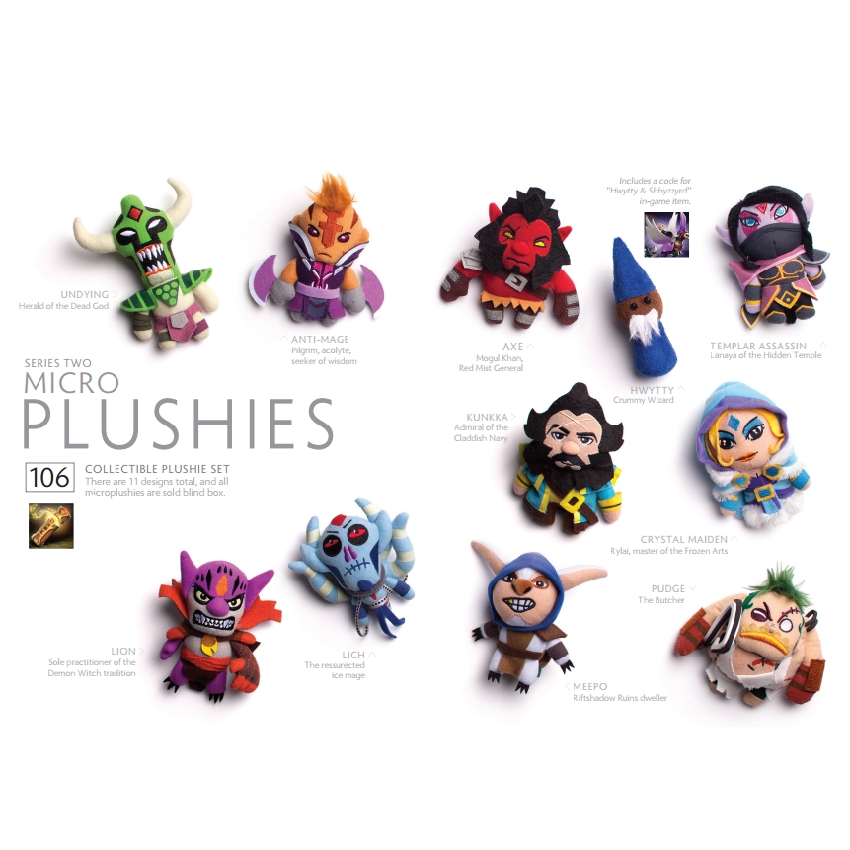 Includes a code for
"Hwytty & Shhyzzyrd"
in-game item.
UNDYING
Herald of the Dead God
ANTI-MAGE
Pilgrim, acolyte,
seeker of wisdom
AXE
Mogul Khan,
Red Mist General
TEMPLAR ASSASSIN
Lanaya of the Hidden Temple
HWYTTY
Crummy Wizard
SERIES TWO
MICRO
PLUSHIES
106
COLLECTIBLE PLUSHIE SET
There are 11 designs total, and all
microplushies are sold blind box.
KUNKKA
Admiral of the
Claddish Navy
CRYSTAL MAIDEN
Rylai, master of the Frozen Arts
PUDGE
The Butcher
LION
Sole practitioner of the
Demon Witch tradition
LICH
The ressurected
ice mage
MEEPO
Riftshadow Ruins dweller